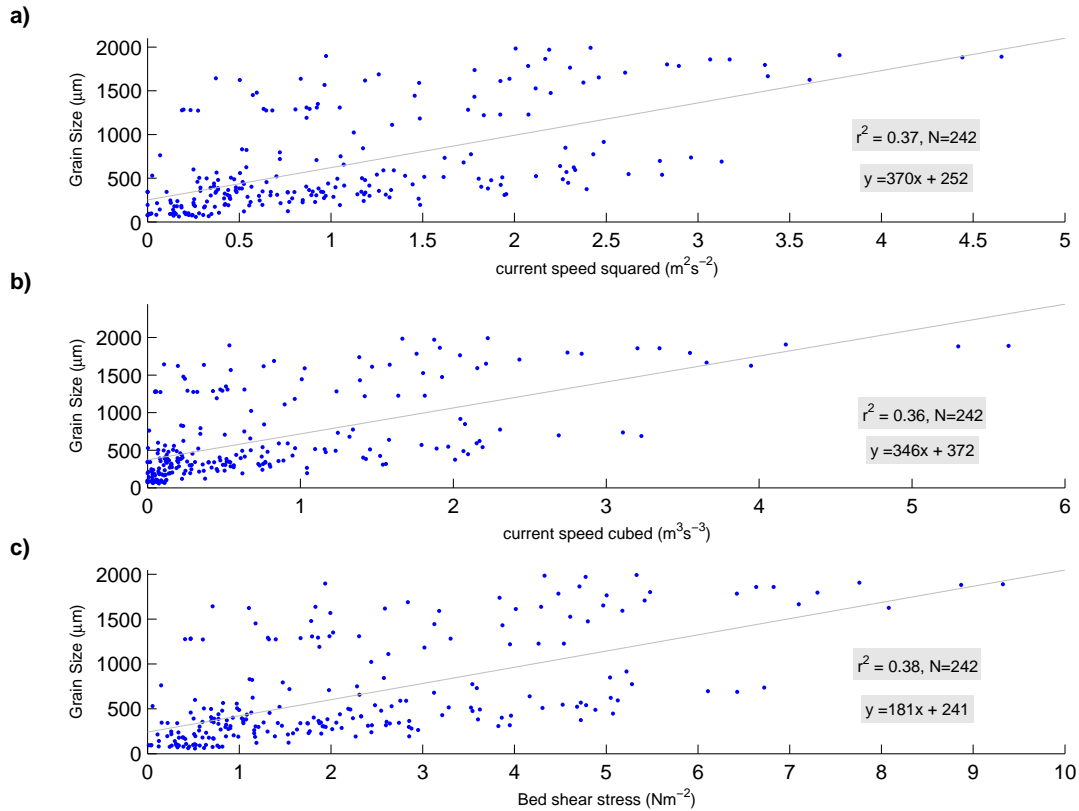 a)
2000
1500
1000
500
0
Grain Size (μm)
r² = 0.37, N=242
y =370x + 252
0 0.5 1 1.5 2 2.5 3 3.5 4 4.5 5
current speed squared (m²s⁻²)
b)
2000
1500
1000
500
0
Grain Size (μm)
r² = 0.36, N=242
y =346x + 372
0 1 2 3 4 5 6
current speed cubed (m³s⁻³)
c)
2000
1500
1000
500
0
Grain Size (μm)
r² = 0.38, N=242
y =181x + 241
0 1 2 3 4 5 6 7 8 9 10
Bed shear stress (Nm⁻²)